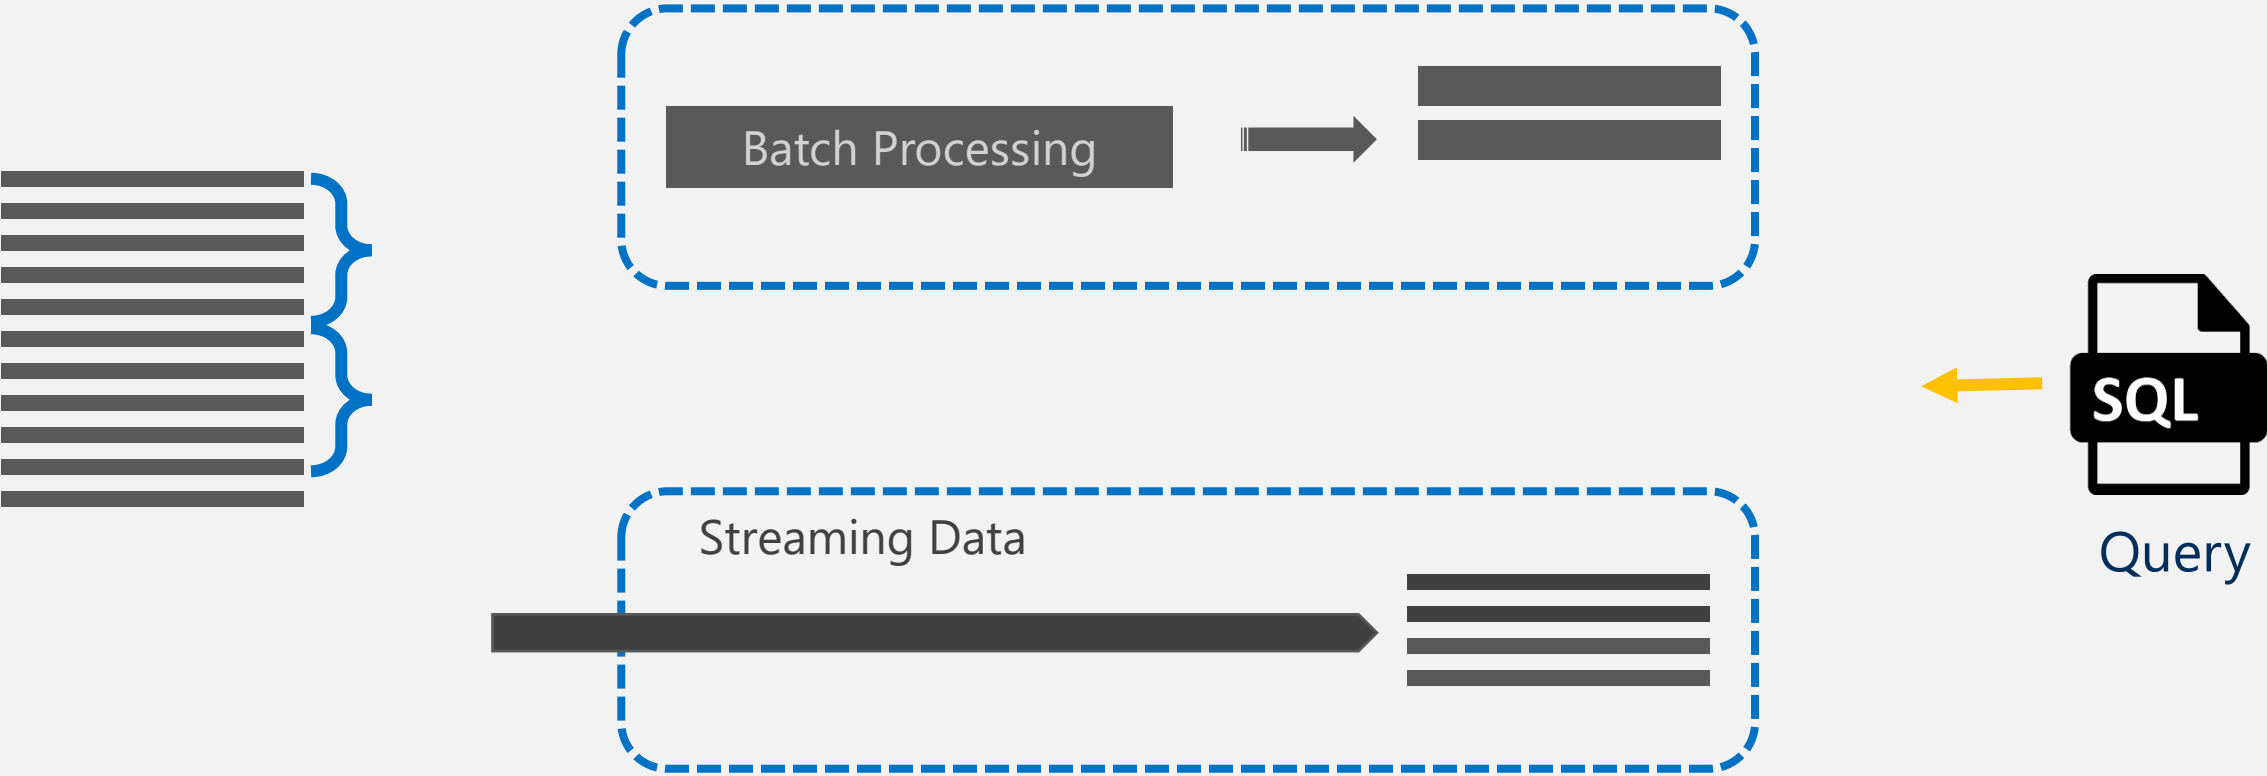 Batch Processing
Streaming Data
SQL
Query